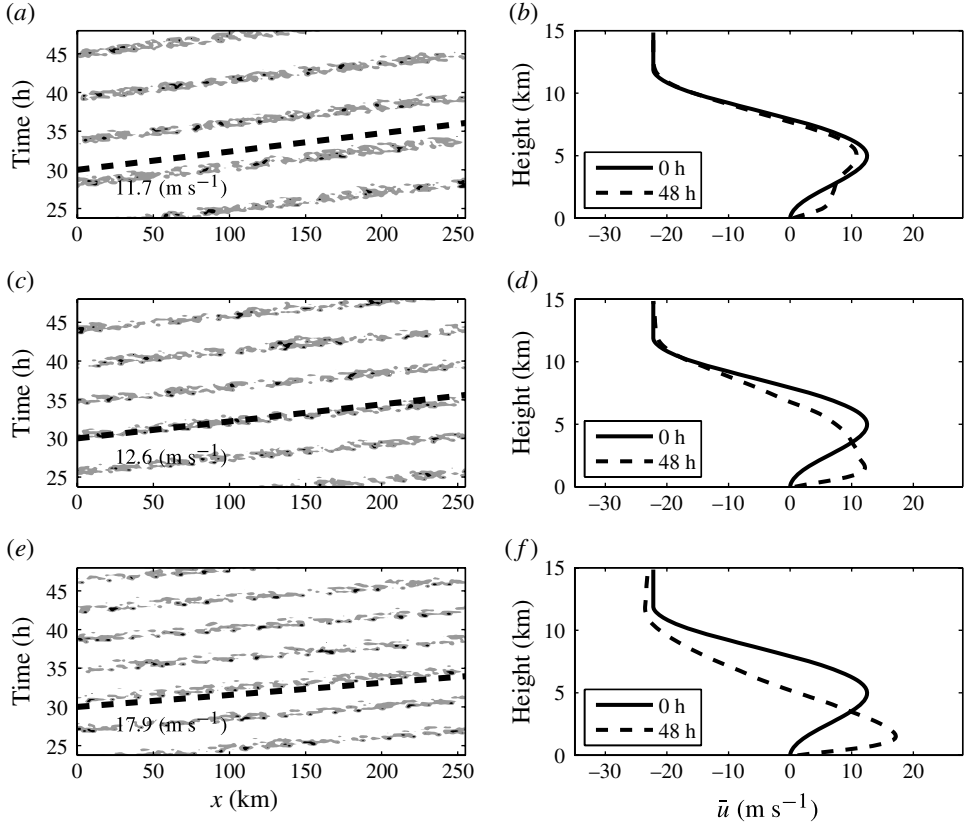 (a)
Time (h)
45
40
35
30
25
11.7 (m s⁻¹)
0 50 100 150 200 250
(b)
Height (km)
15
10
5
0
0 h
48 h
–30 –20 –10 0 10 20
(c)
Time (h)
45
40
35
30
25
12.6 (m s⁻¹)
0 50 100 150 200 250
(d)
Height (km)
15
10
5
0
0 h
48 h
–30 –20 –10 0 10 20
(e)
Time (h)
45
40
35
30
25
17.9 (m s⁻¹)
0 50 100 150 200 250
x (km)
(f)
Height (km)
15
10
5
0
0 h
48 h
–30 –20 –10 0 10 20
ū (m s⁻¹)